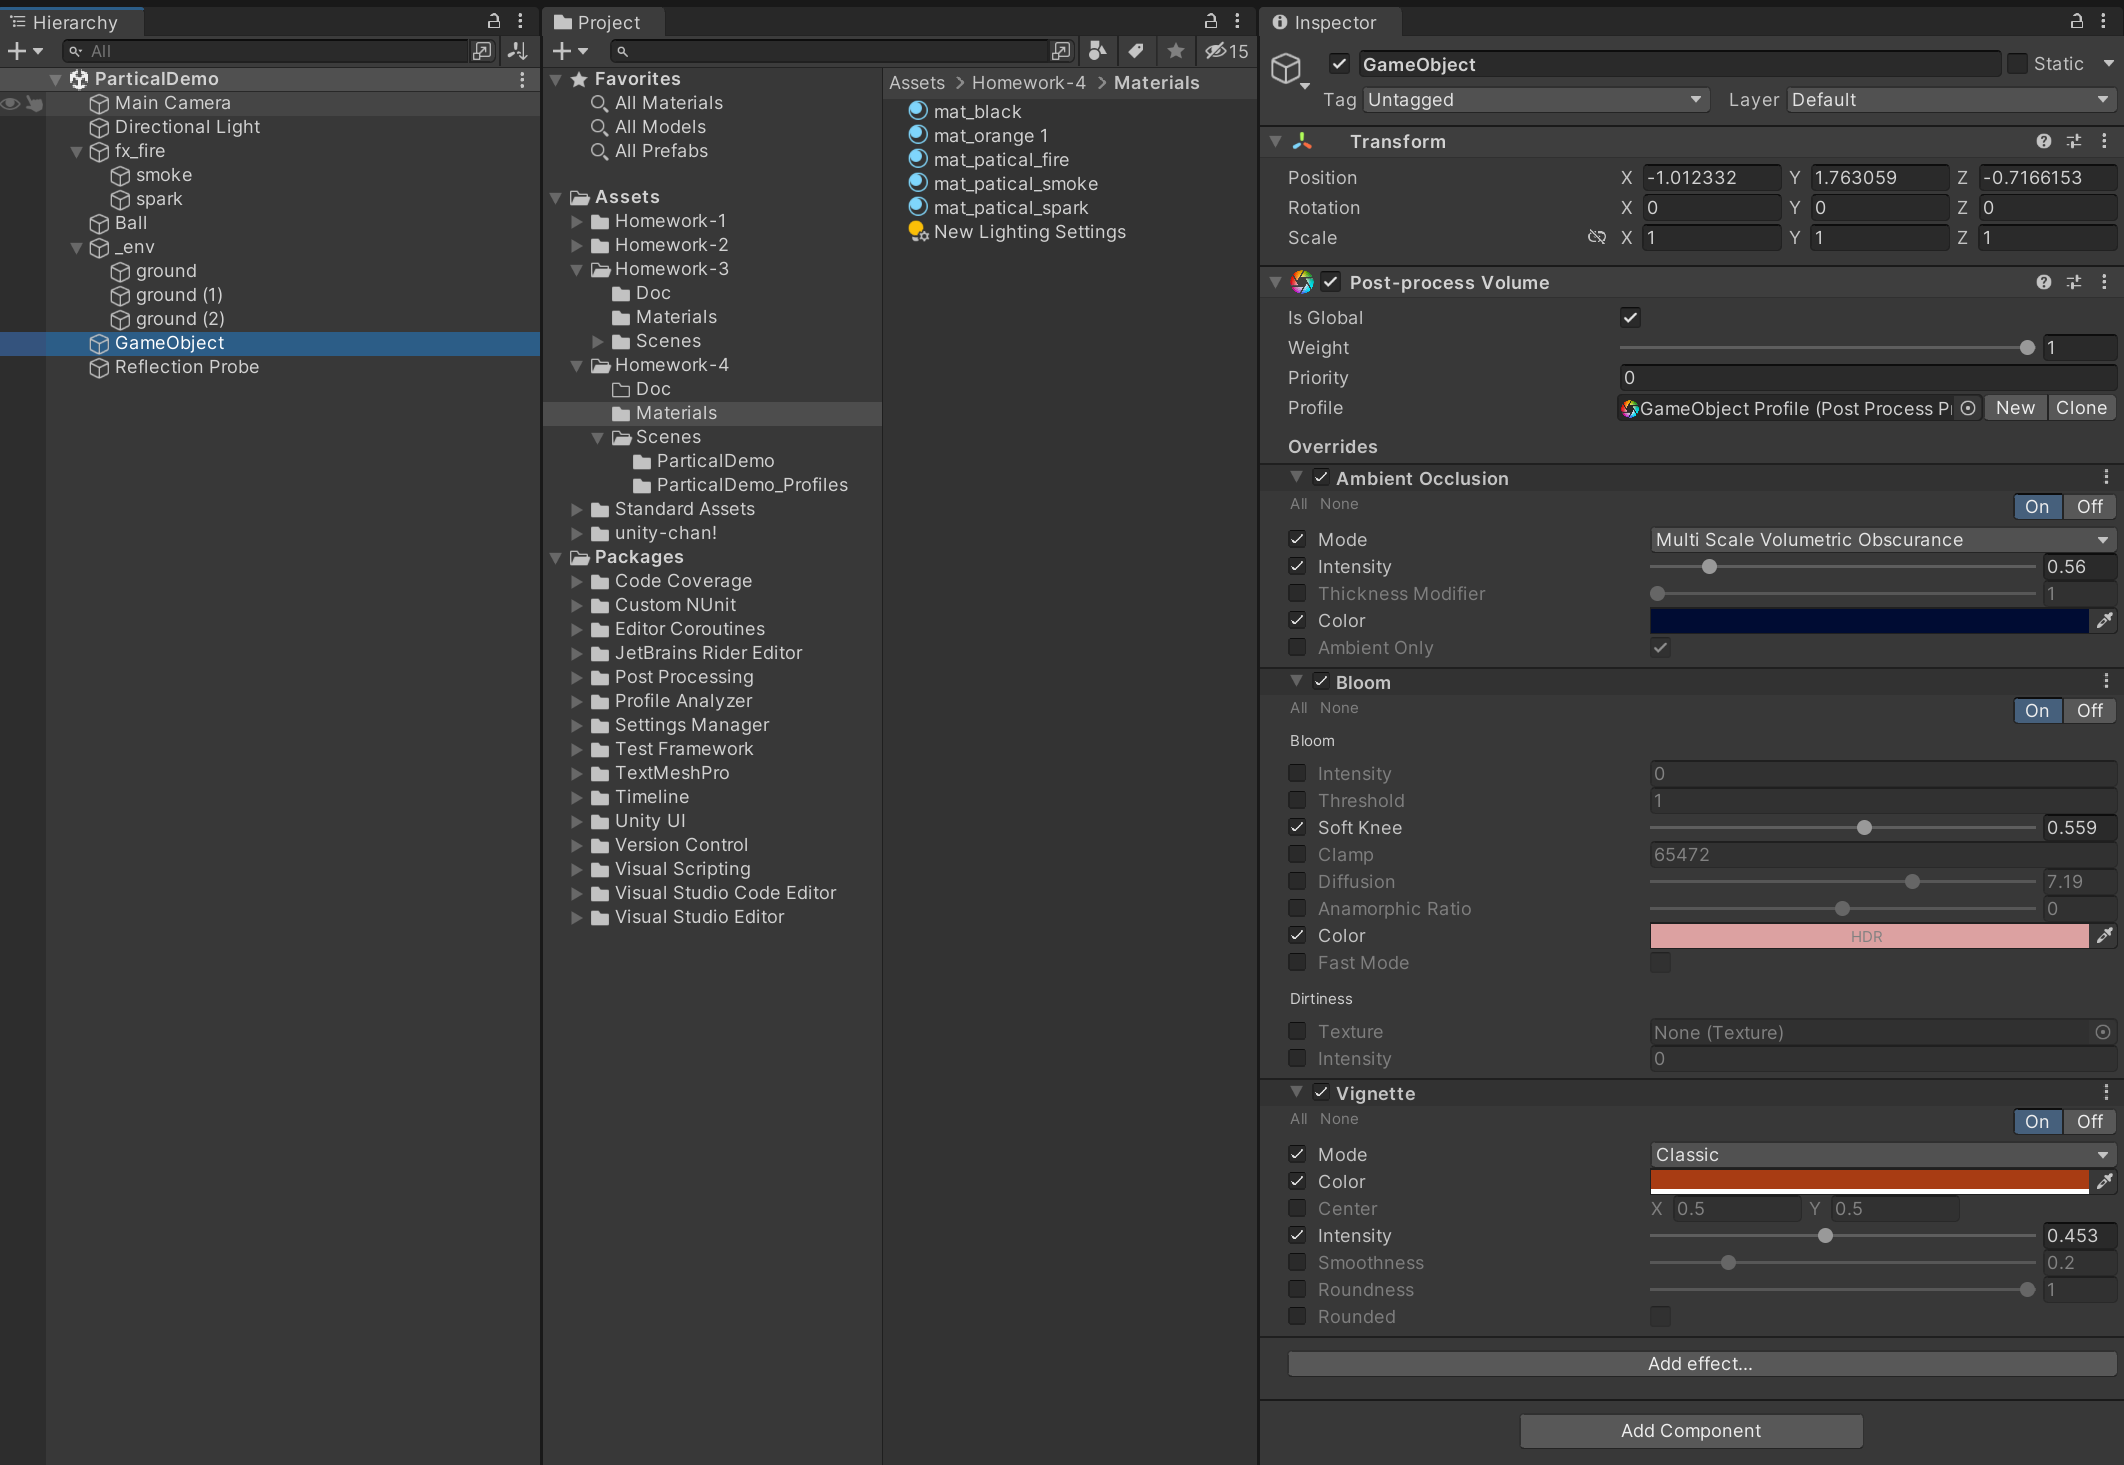 Hierarchy
All
ParticalDemo
Main Camera
Directional Light
fx_fire
smoke
spark
Ball
_env
ground
ground (1)
ground (2)
GameObject
Reflection Probe
Project
15
Favorites
All Materials
All Models
All Prefabs
Assets
Homework-1
Homework-2
Homework-3
Doc
Materials
Scenes
Homework-4
Doc
Materials
Scenes
ParticalDemo
ParticalDemo_Profiles
Standard Assets
unity-chan!
Packages
Code Coverage
Custom NUnit
Editor Coroutines
JetBrains Rider Editor
Post Processing
Profile Analyzer
Settings Manager
Test Framework
TextMeshPro
Timeline
Unity UI
Version Control
Visual Scripting
Visual Studio Code Editor
Visual Studio Editor
Assets > Homework-4 > Materials
mat_black
mat_orange 1
mat_patical_fire
mat_patical_smoke
mat_patical_spark
New Lighting Settings
Inspector
GameObject Static
Tag Untagged Layer Default
Transform
Position X -1.012332 Y 1.763059 Z -0.7166153
Rotation X 0 Y 0 Z 0
Scale X 1 Y 1 Z 1
Post-process Volume
Is Global
Weight 1
Priority 0
Profile GameObject Profile (Post Process P New Clone
Overrides
Ambient Occlusion
All None On Off
Mode Multi Scale Volumetric Obscurance
Intensity 0.56
Thickness Modifier 1
Color
Ambient Only
Bloom
All None On Off
Bloom
Intensity 0
Threshold 1
Soft Knee 0.559
Clamp 65472
Diffusion 7.19
Anamorphic Ratio 0
Color HDR
Fast Mode
Dirtiness
Texture None (Texture)
Intensity 0
Vignette
All None On Off
Mode Classic
Color
Center X 0.5 Y 0.5
Intensity 0.453
Smoothness 0.2
Roundness 1
Rounded
Add effect...
Add Component